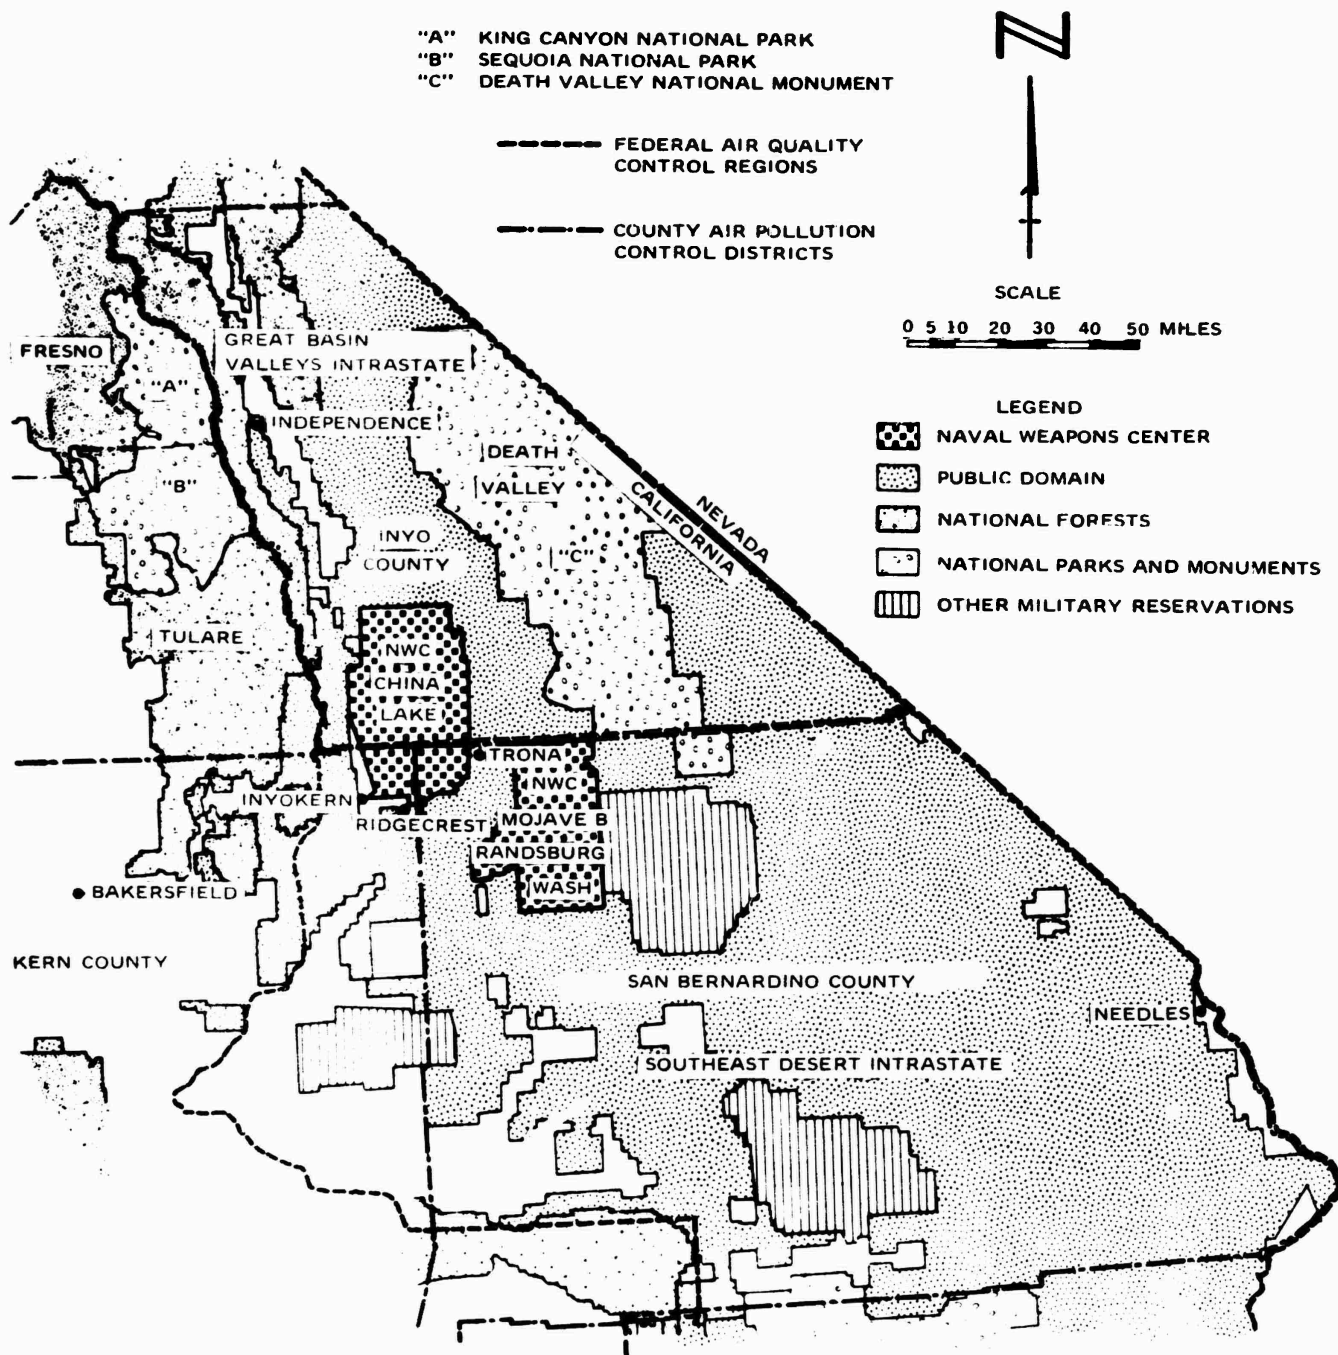 "A" KING CANYON NATIONAL PARK
"B" SEQUOIA NATIONAL PARK
"C" DEATH VALLEY NATIONAL MONUMENT
N
FEDERAL AIR QUALITY
CONTROL REGIONS
COUNTY AIR POLLUTION
CONTROL DISTRICTS
SCALE
0 5 10 20 30 40 50 MILES
LEGEND
NAVAL WEAPONS CENTER
PUBLIC DOMAIN
NATIONAL FORESTS
NATIONAL PARKS AND MONUMENTS
OTHER MILITARY RESERVATIONS
FRESNO
GREAT BASIN
VALLEYS INTRASTATE
"A"
INDEPENDENCE
"B"
DEATH
VALLEY
"C"
NEVADA
CALIFORNIA
INYO
COUNTY
TULARE
NWC
CHINA
LAKE
TRONA
NWC
INYOKERN
RIDGECREST
MOJAVE B
RANDSBURG
WASH
BAKERSFIELD
KERN COUNTY
SAN BERNARDINO COUNTY
NEEDLES
SOUTHEAST DESERT INTRASTATE